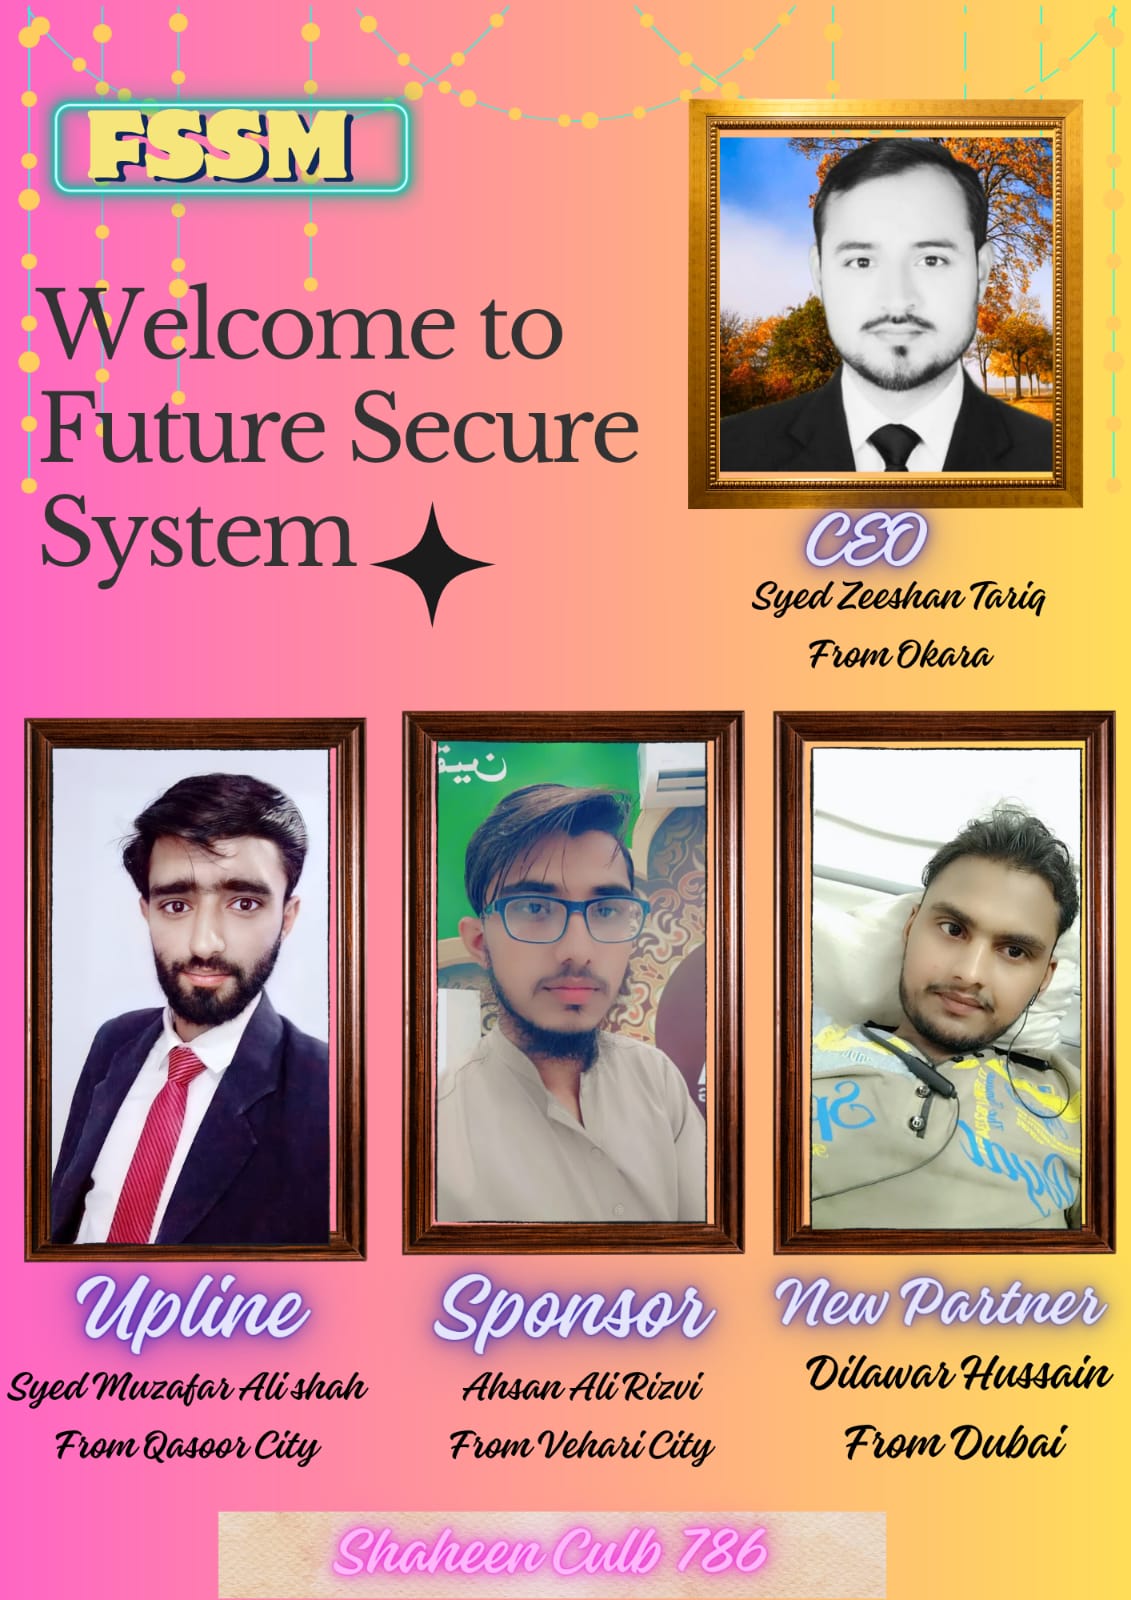 FSSM
Welcome to
Future Secure
System
CEO
Syed Zeeshan Tariq
From Okara
Upline
Syed Muzafar Ali shah
From Qasoor City
Sponsor
Ahsan Ali Rizvi
From Vehari City
New Partner
Dilawar Hussain
From Dubai
Shaheen Culb 786